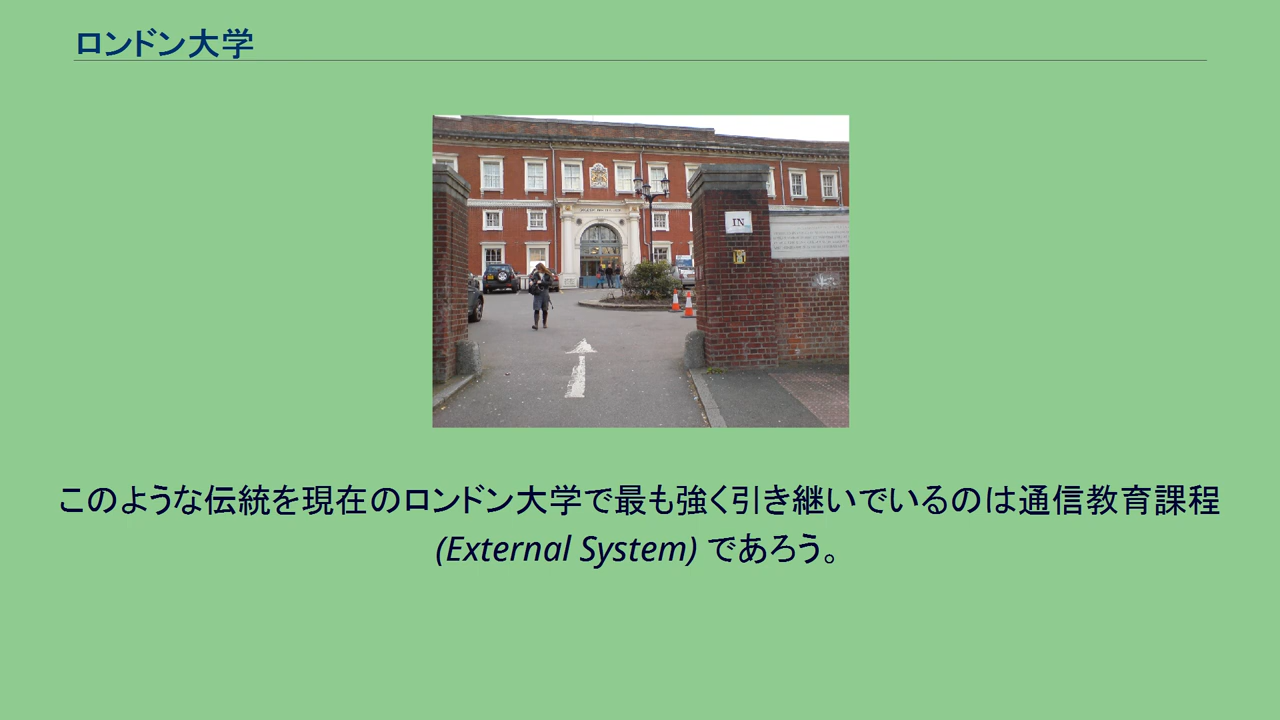 ロンドン大学
IN
このような伝統を現在のロンドン大学で最も強く引き継いでいるのは通信教育課程
(External System) であろう。